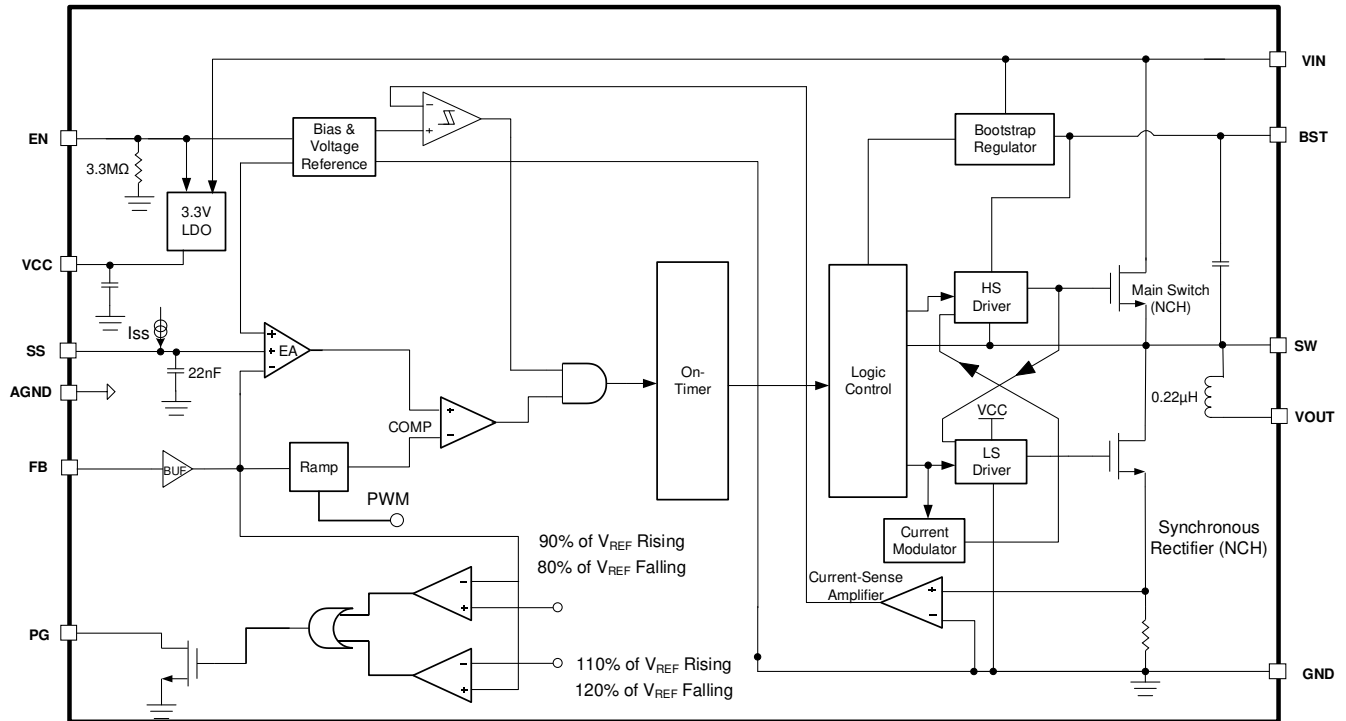 VIN
EN
Bias &
Voltage
Reference
Bootstrap
Regulator
BST
3.3MΩ
3.3V
LDO
VCC
HS
Driver
Main Switch
(NCH)
Iss
SS
EA
22nF
SW
AGND
On-
Timer
Logic
Control
0.22µH
VCC
VOUT
COMP
LS
Driver
FB
BUF
Ramp
PWM
Current
Modulator
Synchronous
Rectifier (NCH)
90% of VREF Rising
80% of VREF Falling
Current-Sense
Amplifier
PG
110% of VREF Rising
120% of VREF Falling
GND